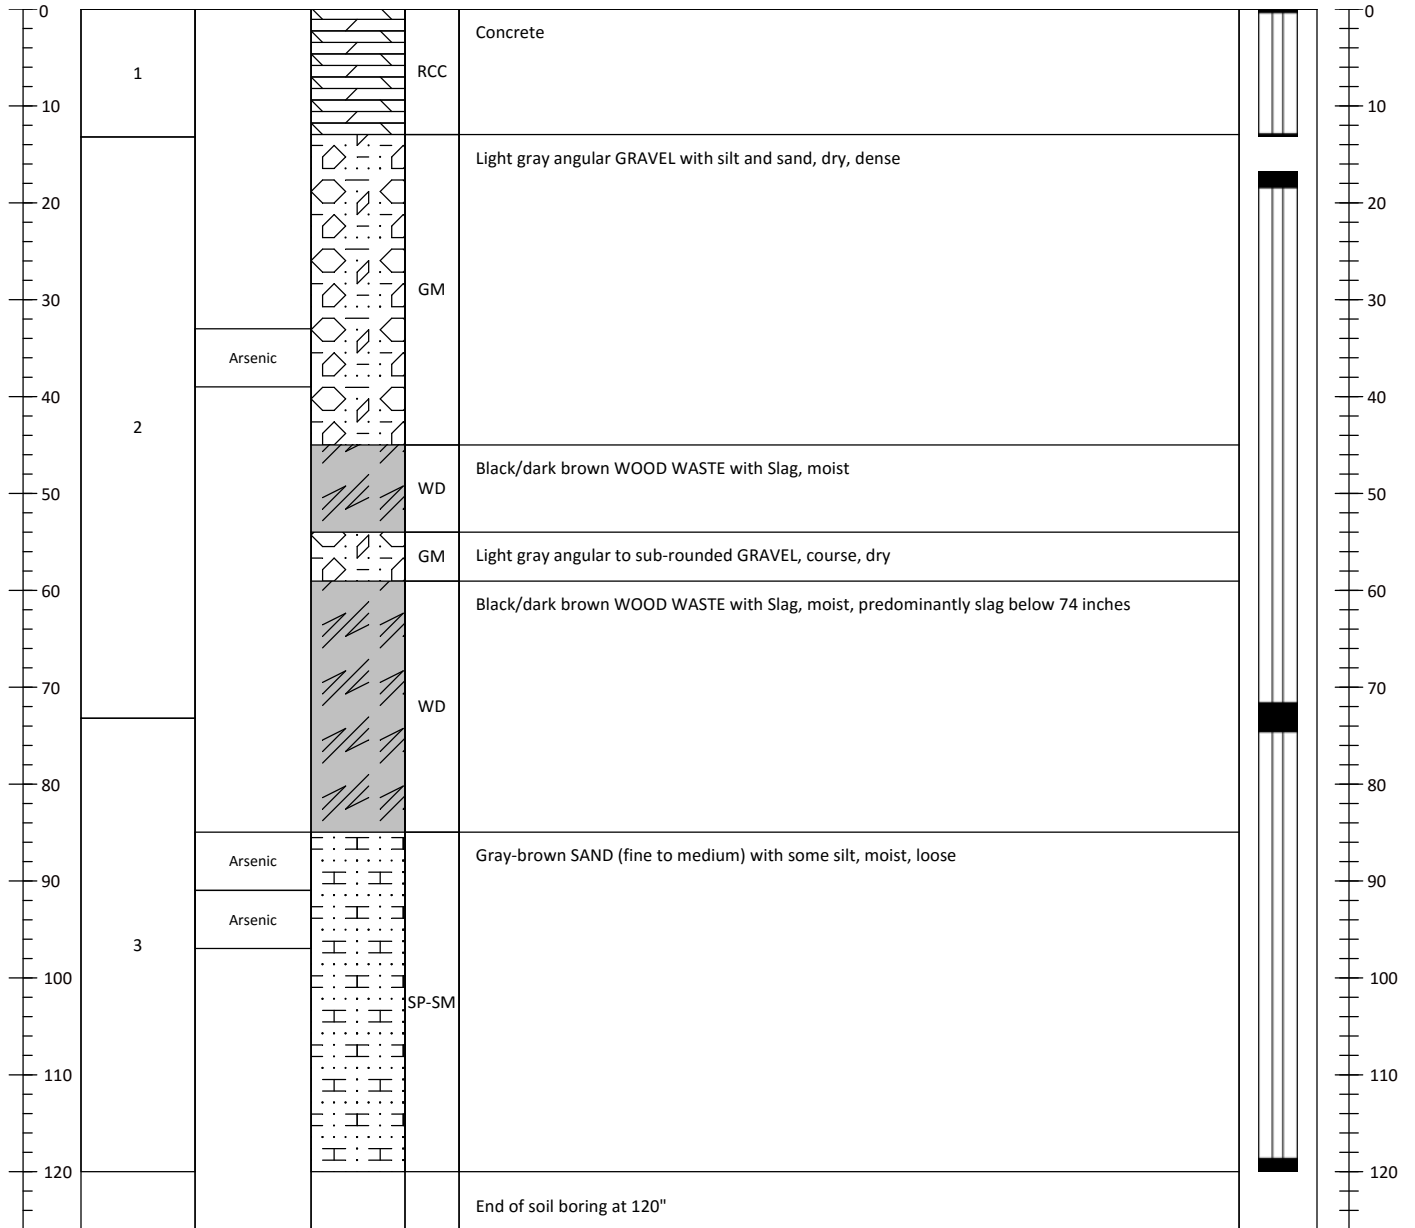 0
0
Concrete
1
RCC
10
10
Light gray angular GRAVEL with silt and sand, dry, dense
20
20
GM
30
30
Arsenic
40
40
2
Black/dark brown WOOD WASTE with Slag, moist
WD
50
50
GM
Light gray angular to sub-rounded GRAVEL, course, dry
60
60
Black/dark brown WOOD WASTE with Slag, moist, predominantly slag below 74 inches
70
70
WD
80
80
Arsenic
Gray-brown SAND (fine to medium) with some silt, moist, loose
90
90
Arsenic
3
100
100
SP-SM
110
110
120
120
End of soil boring at 120"